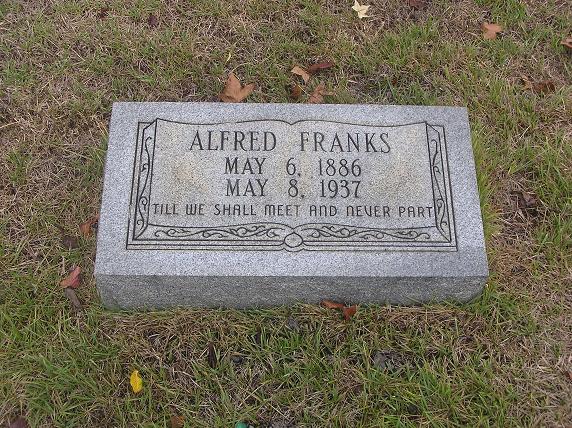 ALFRED FRANKS
MAY 6, 1886
MAY 8, 1937
TILL WE SHALL MEET AND NEVER PART